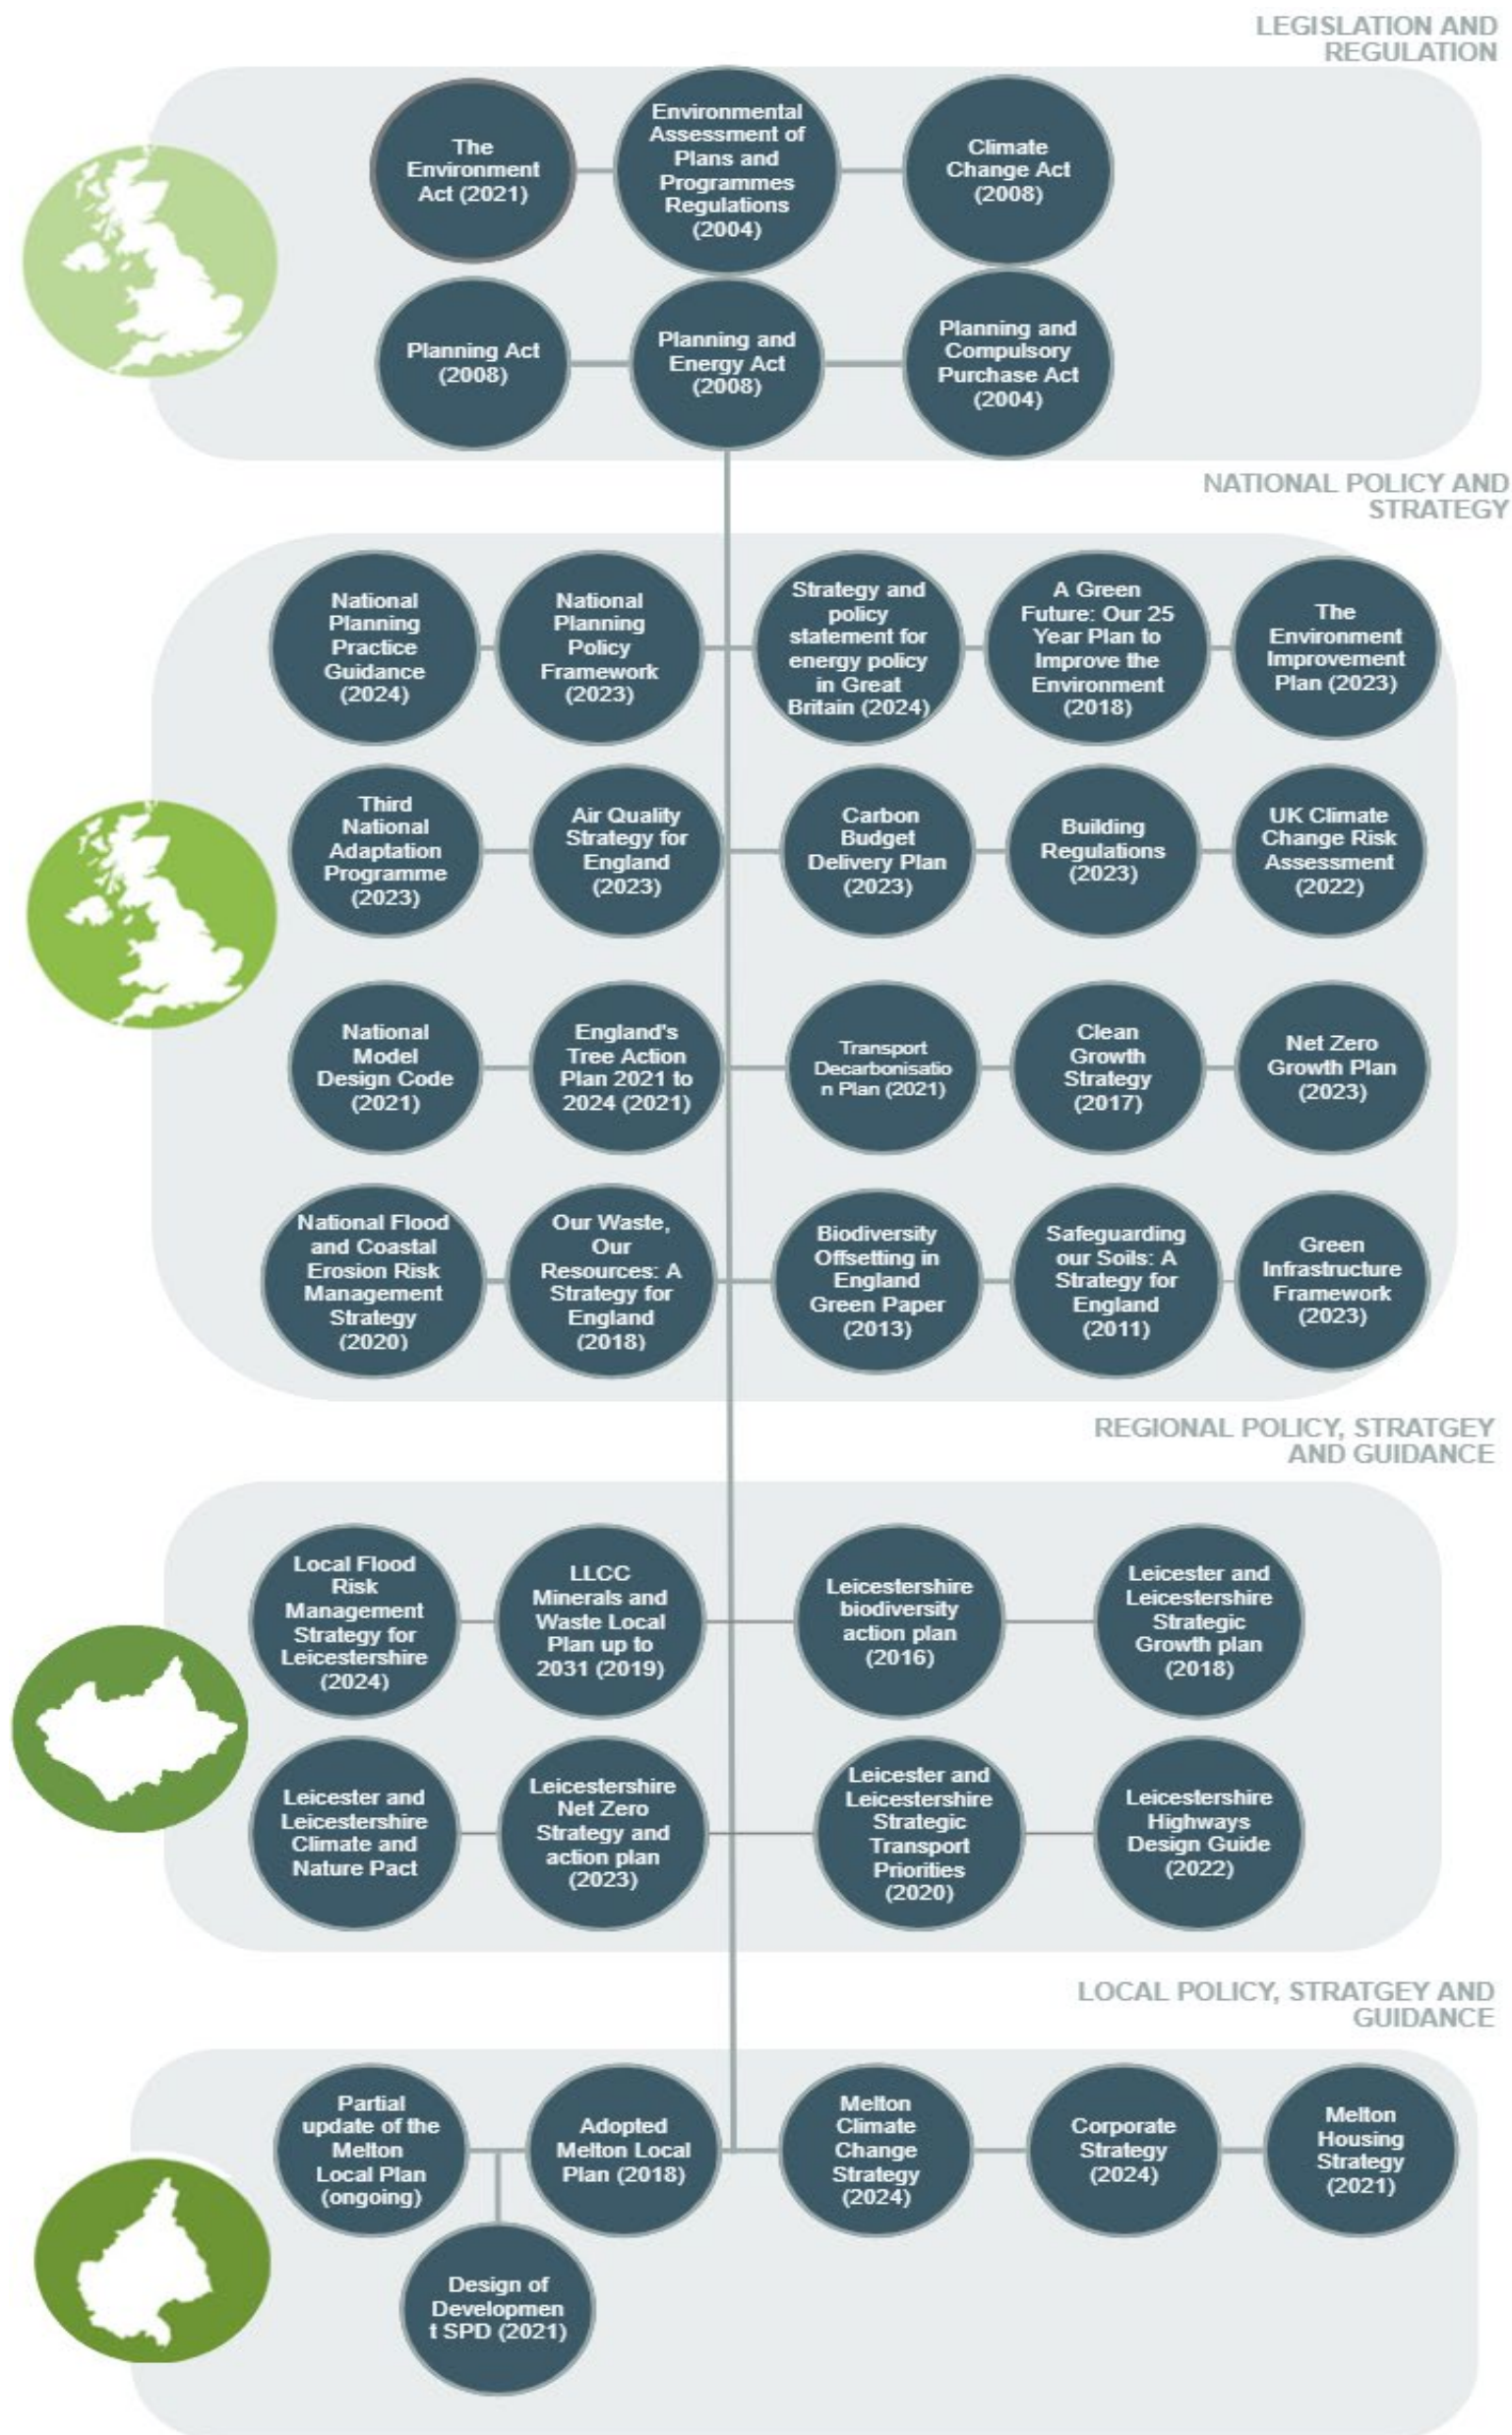 LEGISLATION AND
REGULATION
The
Environment
Act (2021)
Environmental
Assessment of
Plans and
Programmes
Regulations
(2004)
Climate
Change Act
(2008)
Planning Act
(2008)
Planning and
Energy Act
(2008)
Planning and
Compulsory
Purchase Act
(2004)
NATIONAL POLICY AND
STRATEGY
National
Planning
Practice
Guidance
(2024)
National
Planning
Policy
Framework
(2023)
Strategy and
policy
statement for
energy policy
in Great
Britain (2024)
A Green
Future: Our 25
Year Plan to
Improve the
Environment
(2018)
The
Environment
Improvement
Plan (2023)
Third
National
Adaptation
Programme
(2023)
Air Quality
Strategy for
England
(2023)
Carbon
Budget
Delivery Plan
(2023)
Building
Regulations
(2023)
UK Climate
Change Risk
Assessment
(2022)
National
Model
Design Code
(2021)
England's
Tree Action
Plan 2021 to
2024 (2021)
Transport
Decarbonisatio
n Plan (2021)
Clean
Growth
Strategy
(2017)
Net Zero
Growth Plan
(2023)
National Flood
and Coastal
Erosion Risk
Management
Strategy
(2020)
Our Waste,
Our
Resources: A
Strategy for
England
(2018)
Biodiversity
Offsetting in
England
Green Paper
(2013)
Safeguarding
our Soils: A
Strategy for
England
(2011)
Green
Infrastructure
Framework
(2023)
REGIONAL POLICY, STRATGEY
AND GUIDANCE
Local Flood
Risk
Management
Strategy for
Leicestershire
(2024)
LLCC
Minerals and
Waste Local
Plan up to
2031 (2019)
Leicestershire
biodiversity
action plan
(2016)
Leicester and
Leicestershire
Strategic
Growth plan
(2018)
Leicester and
Leicestershire
Climate and
Nature Pact
Leicestershire
Net Zero
Strategy and
action plan
(2023)
Leicester and
Leicestershire
Strategic
Transport
Priorities
(2020)
Leicestershire
Highways
Design Guide
(2022)
LOCAL POLICY, STRATGEY AND
GUIDANCE
Partial
update of the
Melton
Local Plan
(ongoing)
Adopted
Melton Local
Plan (2018)
Melton
Climate
Change
Strategy
(2024)
Corporate
Strategy
(2024)
Melton
Housing
Strategy
(2021)
Design of
Developmen
t SPD (2021)